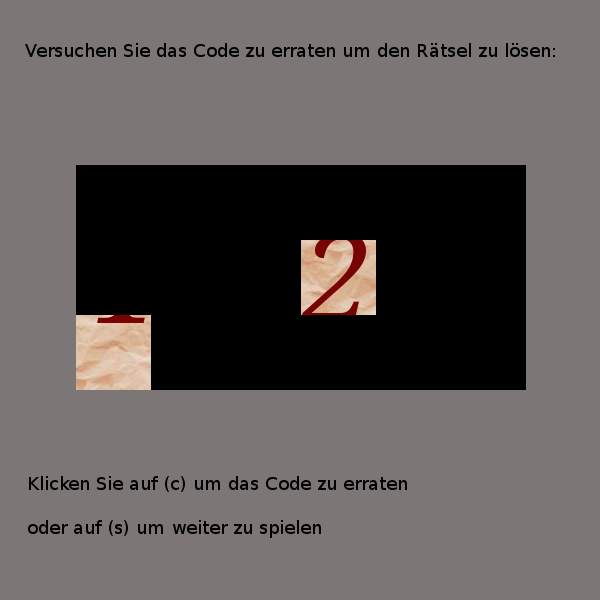 Versuchen Sie das Code zu erraten um den Rätsel zu lösen:
2
Klicken Sie auf (c) um das Code zu erraten
oder auf (s) um weiter zu spielen